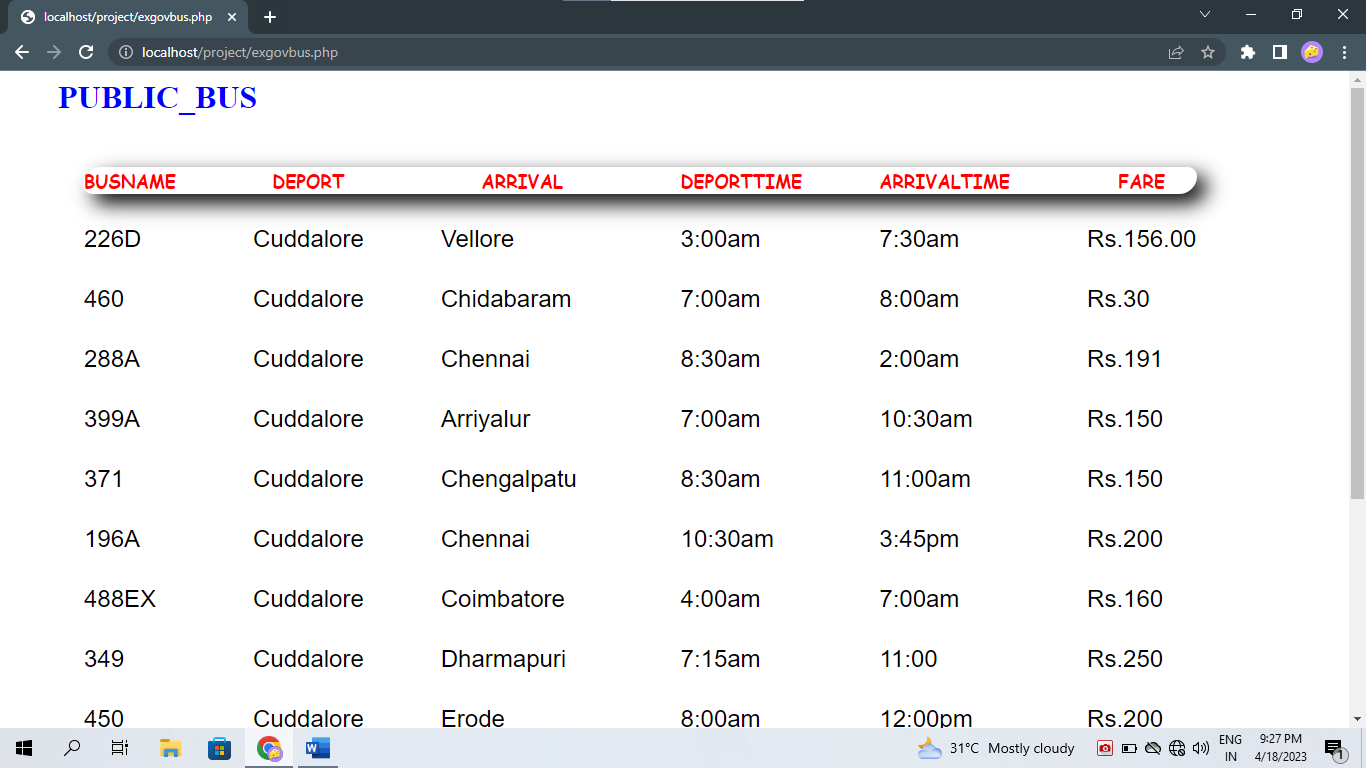 localhost/project/exgovbus.php
localhost/project/exgovbus.php
PUBLIC_BUS
BUSNAME DEPORT ARRIVAL DEPORTTIME ARRIVALTIME FARE
226D Cuddalore Vellore 3:00am 7:30am Rs.156.00
460 Cuddalore Chidabaram 7:00am 8:00am Rs.30
288A Cuddalore Chennai 8:30am 2:00am Rs.191
399A Cuddalore Arriyalur 7:00am 10:30am Rs.150
371 Cuddalore Chengalpatu 8:30am 11:00am Rs.150
196A Cuddalore Chennai 10:30am 3:45pm Rs.200
488EX Cuddalore Coimbatore 4:00am 7:00am Rs.160
349 Cuddalore Dharmapuri 7:15am 11:00 Rs.250
450 Cuddalore Erode 8:00am 12:00pm Rs.200
31°C Mostly cloudy
ENG
IN
9:27 PM
4/18/2023
1